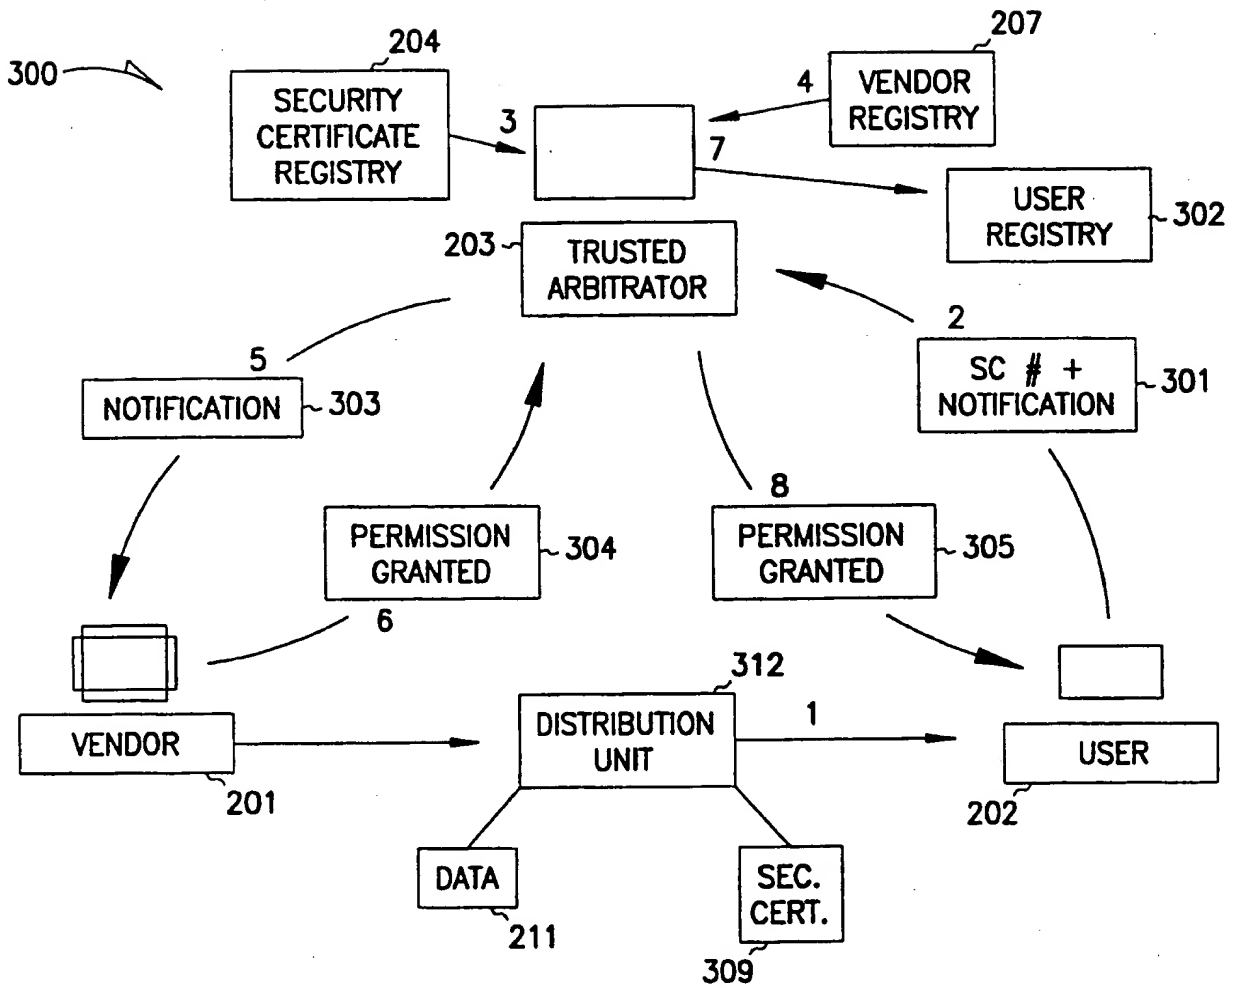 300
204
SECURITY
CERTIFICATE
REGISTRY
3
4
207
VENDOR
REGISTRY
7
USER
REGISTRY
302
203
TRUSTED
ARBITRATOR
2
SC # +
NOTIFICATION
301
5
NOTIFICATION
303
PERMISSION
GRANTED
304
6
8
PERMISSION
GRANTED
305
VENDOR
201
312
DISTRIBUTION
UNIT
1
USER
202
DATA
211
SEC.
CERT.
309